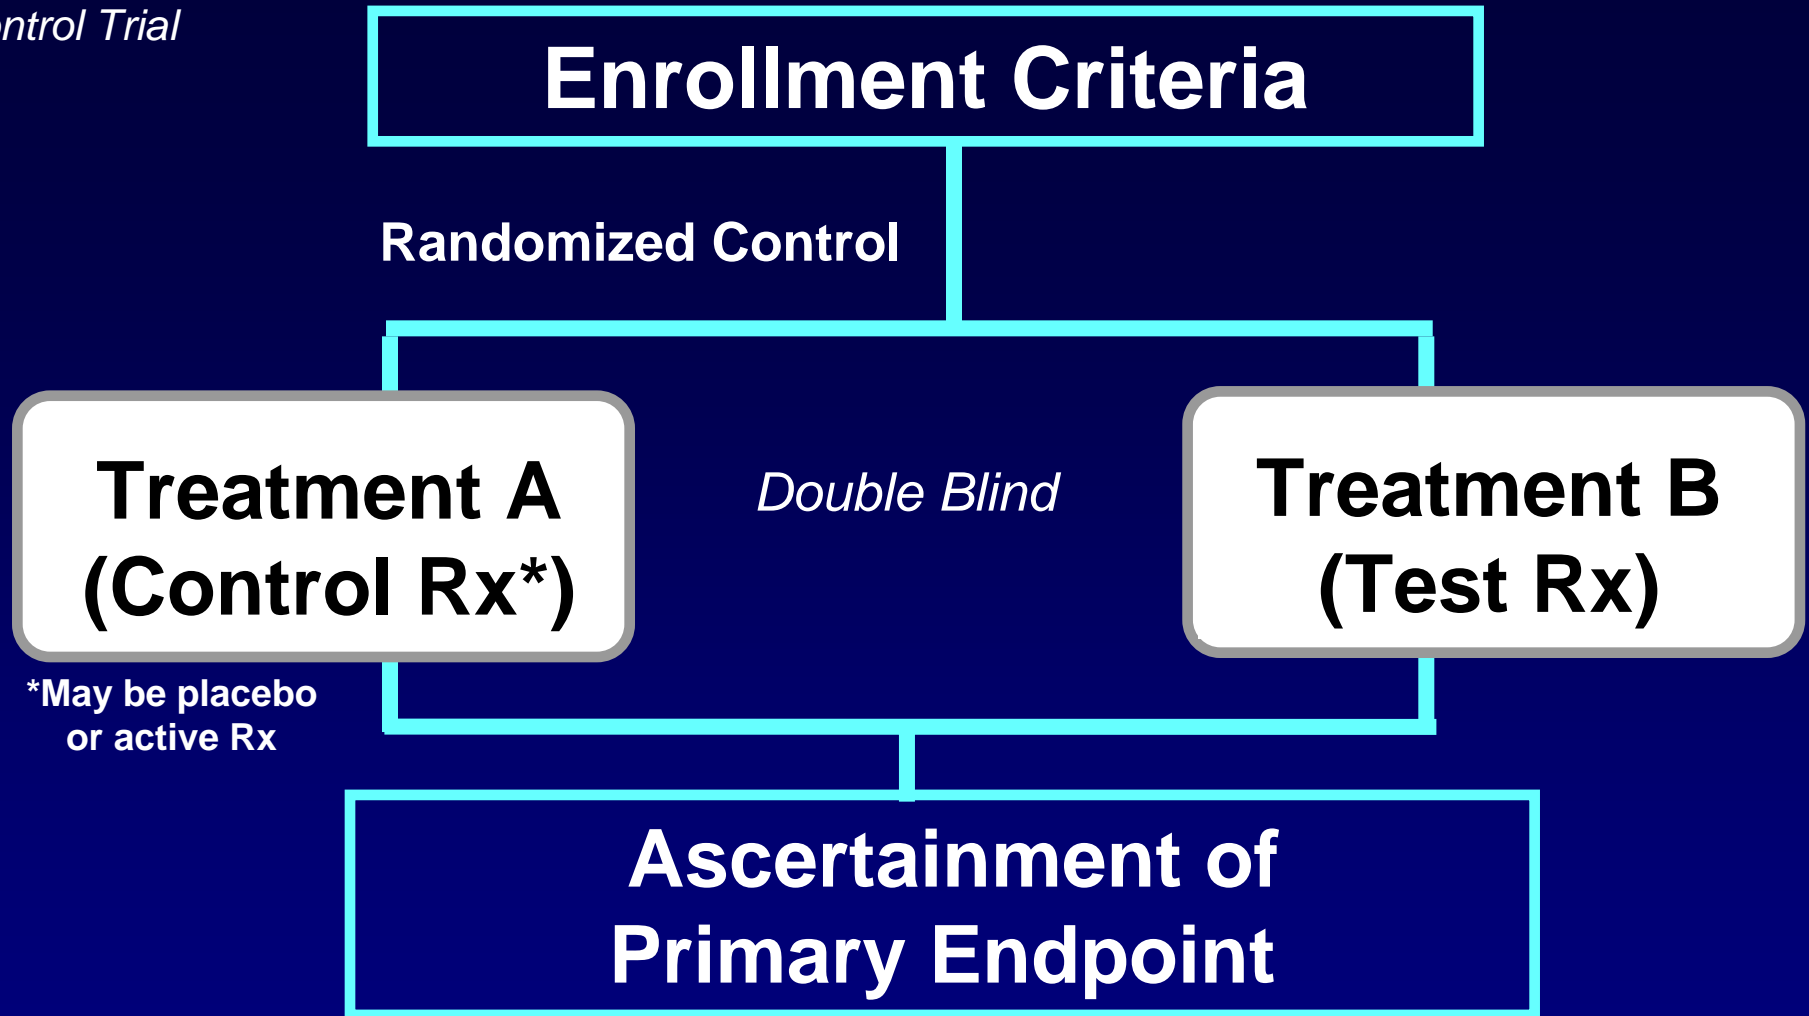 ntrol Trial
Enrollment Criteria
Randomized Control
Treatment A
(Control Rx*)
Double Blind
Treatment B
(Test Rx)
*May be placebo
or active Rx
Ascertainment of
Primary Endpoint